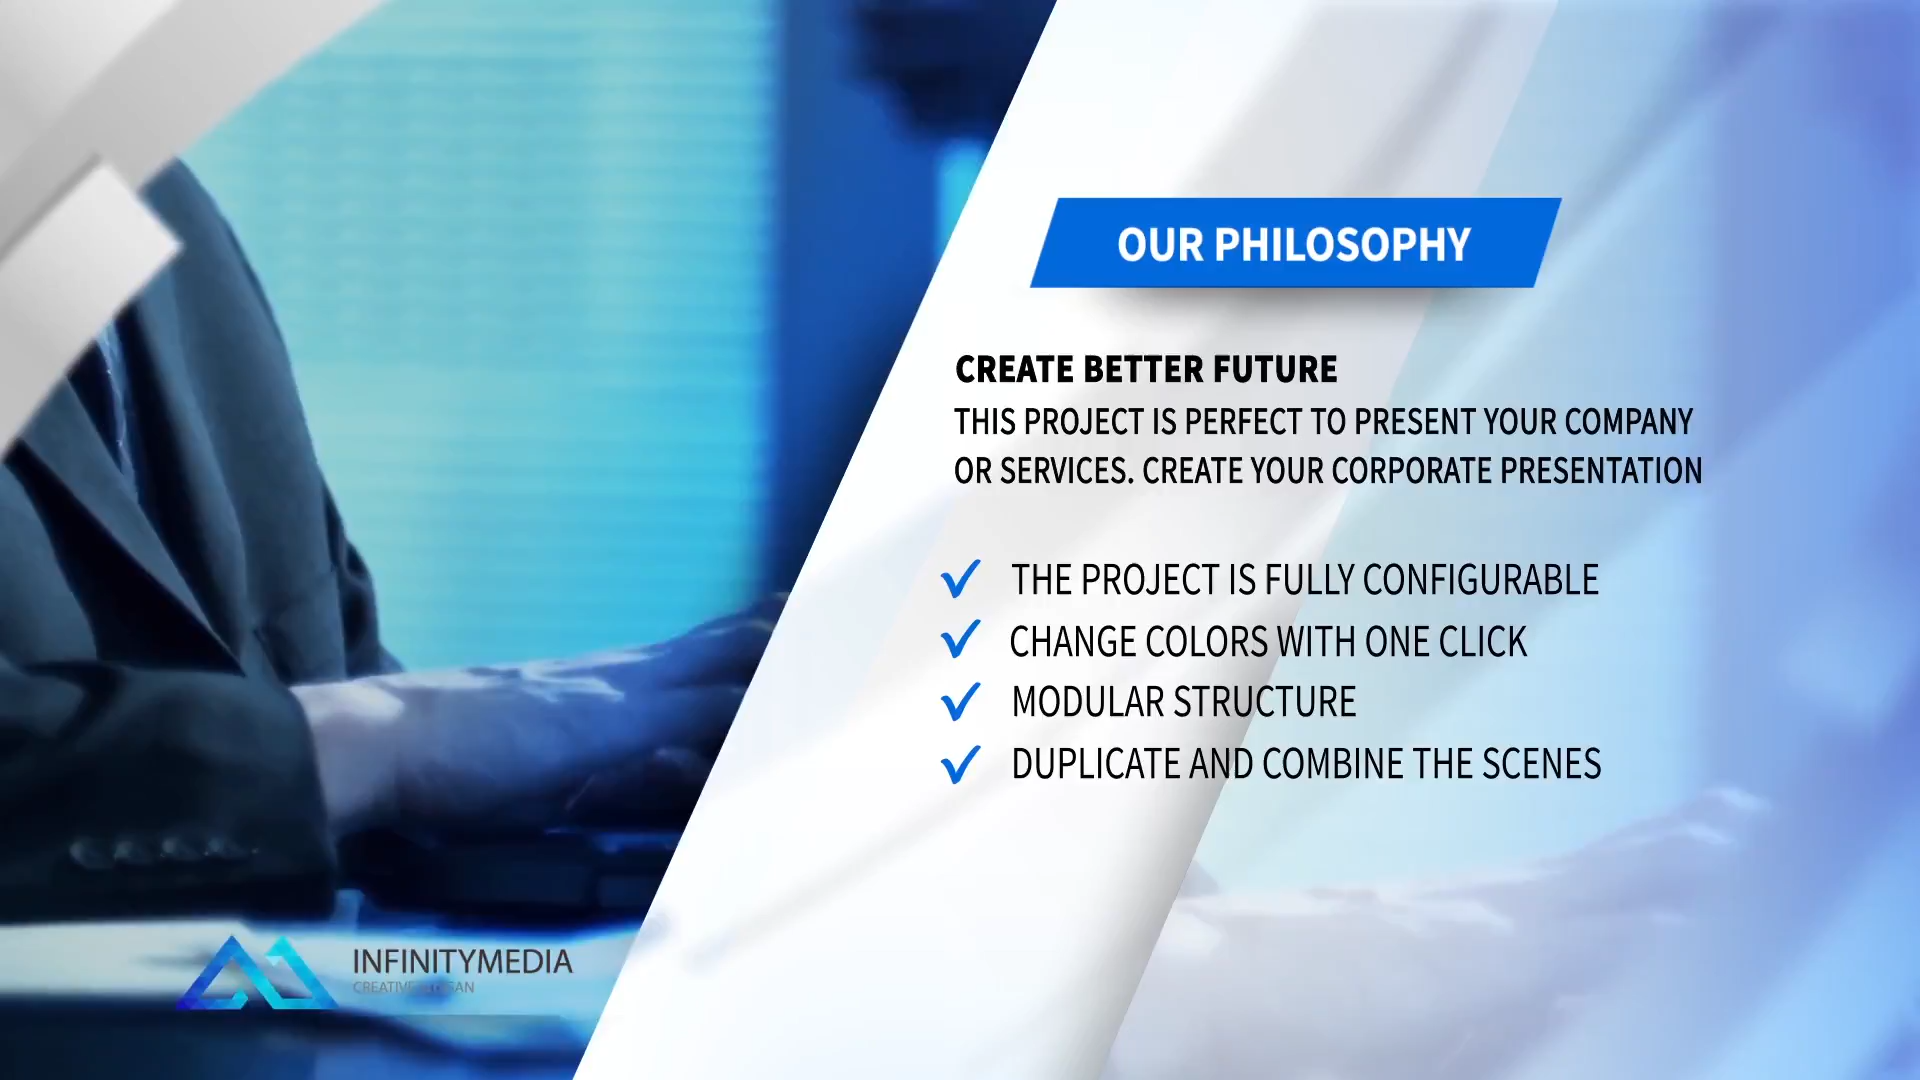 OUR PHILOSOPHY
CREATE BETTER FUTURE
THIS PROJECT IS PERFECT TO PRESENT YOUR COMPANY
OR SERVICES. CREATE YOUR CORPORATE PRESENTATION
THE PROJECT IS FULLY CONFIGURABLE
CHANGE COLORS WITH ONE CLICK
MODULAR STRUCTURE
DUPLICATE AND COMBINE THE SCENES
INFINITYMEDIA
CREATIVE